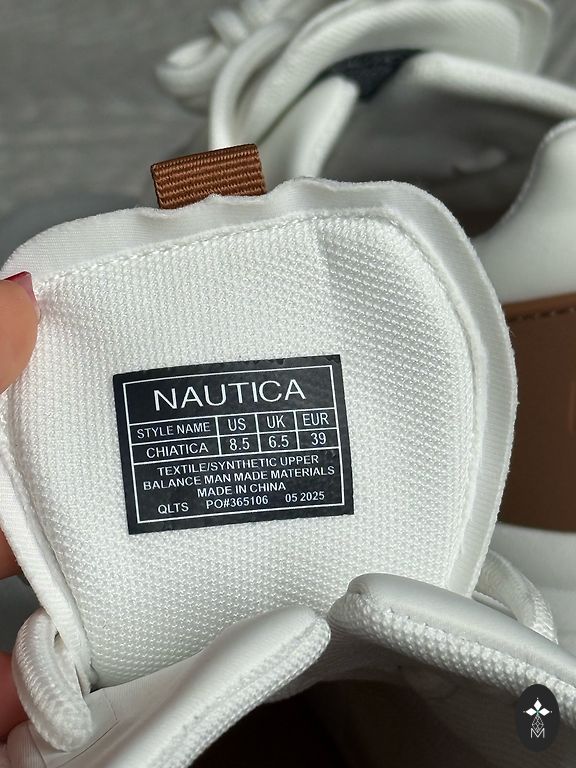 NAUTICA
STYLE NAME US UK EUR
CHIATICA 8.5 6.5 39
TEXTILE/SYNTHETIC UPPER
BALANCE MAN MADE MATERIALS
MADE IN CHINA
QLTS PO#365106 05 2025
M